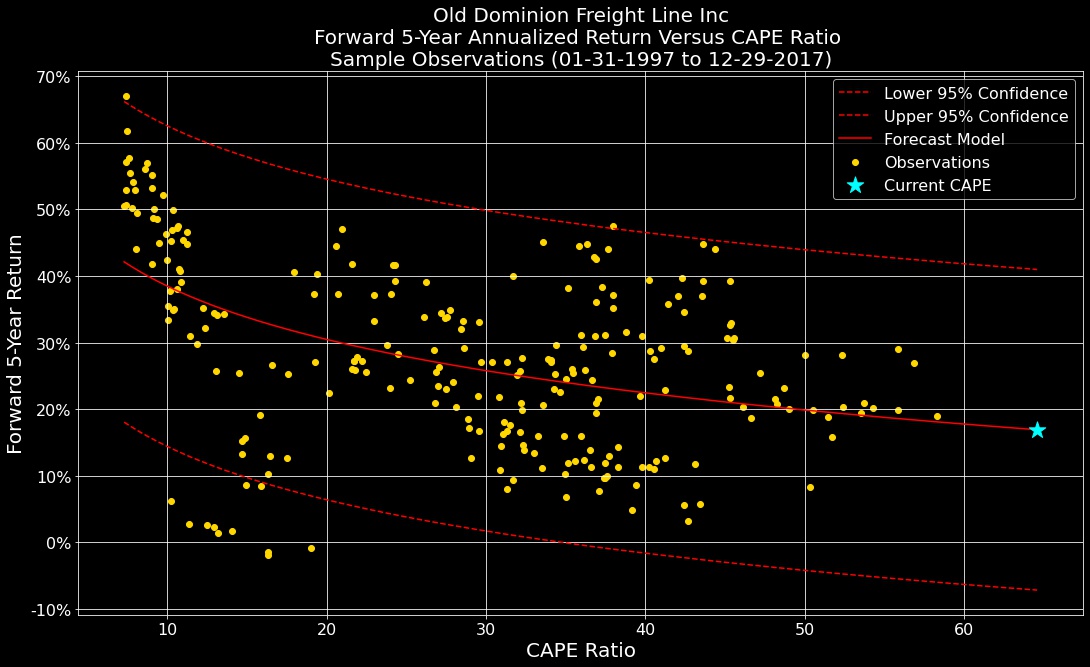 Old Dominion Freight Line Inc
Forward 5-Year Annualized Return Versus CAPE Ratio
Sample Observations (01-31-1997 to 12-29-2017)
Lower 95% Confidence
Upper 95% Confidence
Forecast Model
Observations
Current CAPE
Forward 5-Year Return
70%
60%
50%
40%
30%
20%
10%
0%
-10%
10 20 30 40 50 60
CAPE Ratio